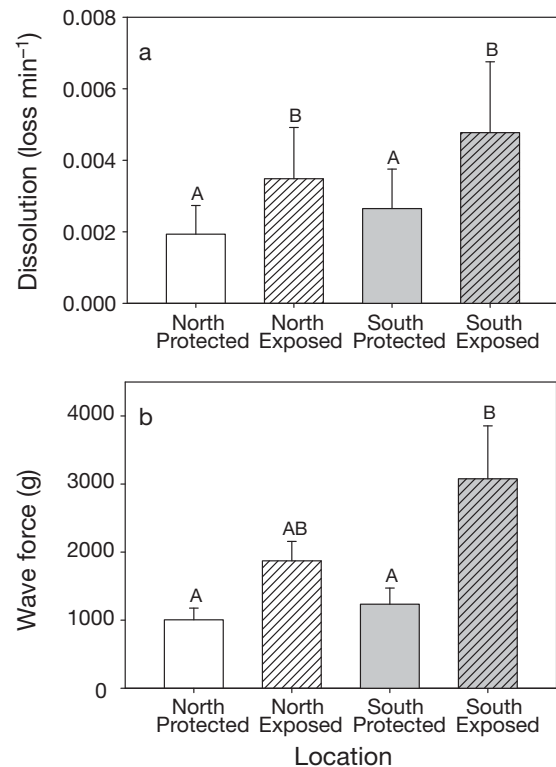 0.008
a
B
0.006
B
0.004
A
A
0.002
0.000
Dissolution (loss min⁻¹)
North Protected
North Exposed
South Protected
South Exposed
4000
b
B
3000
AB
2000
A
A
1000
0
Wave force (g)
North Protected
North Exposed
South Protected
South Exposed
Location